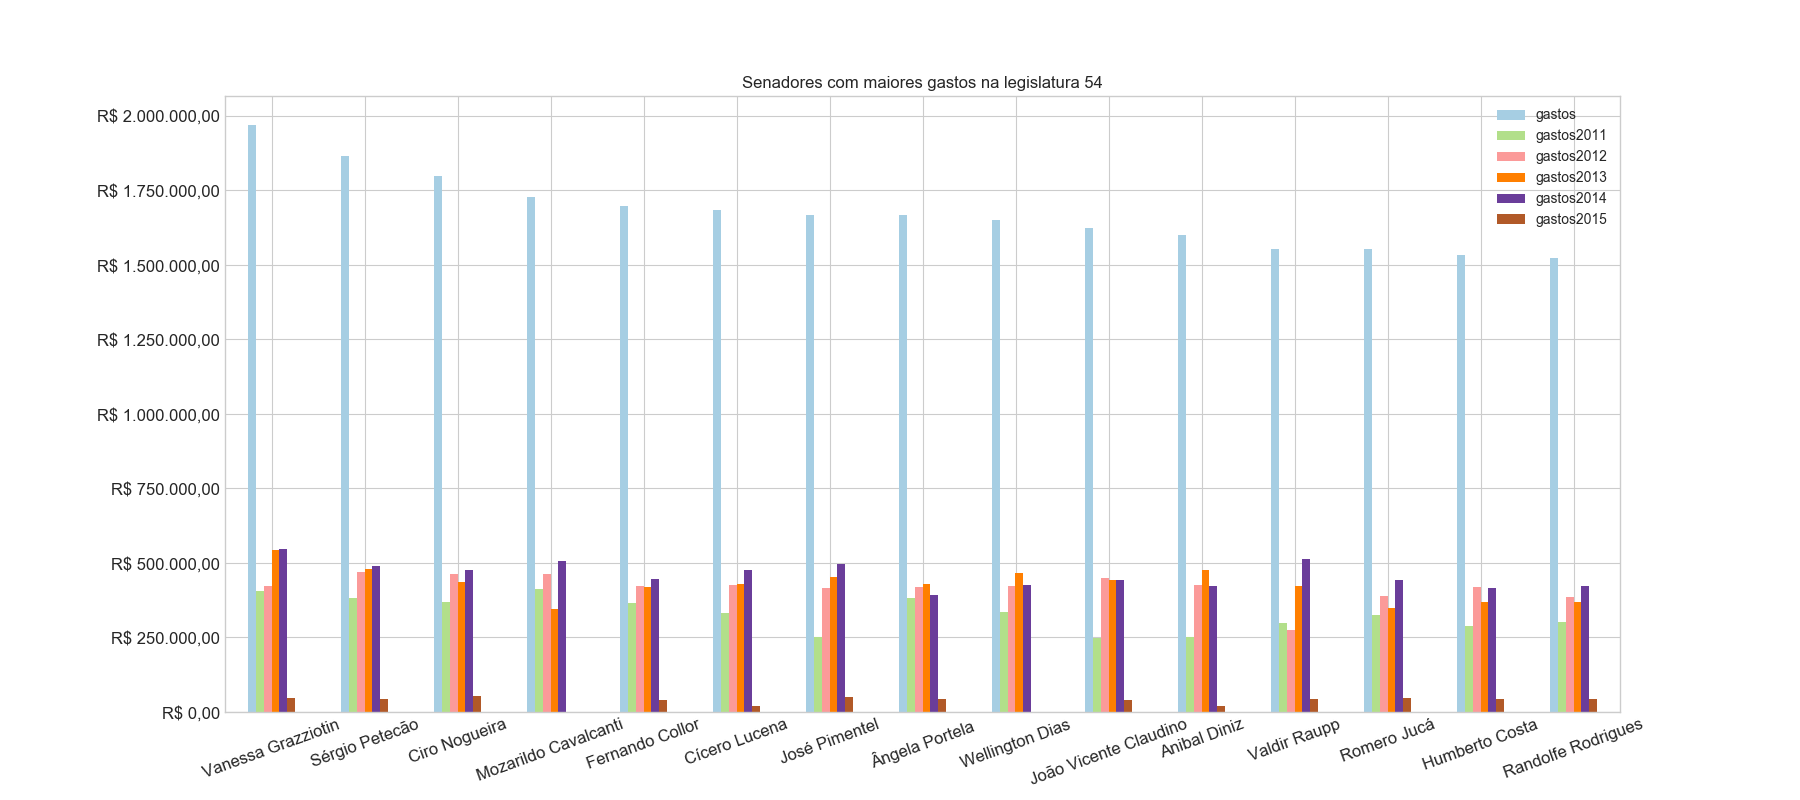 Senadores com maiores gastos na legislatura 54
R$ 2.000.000,00
R$ 1.750.000,00
R$ 1.500.000,00
R$ 1.250.000,00
R$ 1.000.000,00
R$ 750.000,00
R$ 500.000,00
R$ 250.000,00
R$ 0,00
gastos
gastos2011
gastos2012
gastos2013
gastos2014
gastos2015
Vanessa Grazziotin
Sérgio Petecão
Ciro Nogueira
Mozarildo Cavalcanti
Fernando Collor
Cícero Lucena
José Pimentel
Ângela Portela
Wellington Dias
João Vicente Claudino
Anibal Diniz
Valdir Raupp
Romero Jucá
Humberto Costa
Randolfe Rodrigues